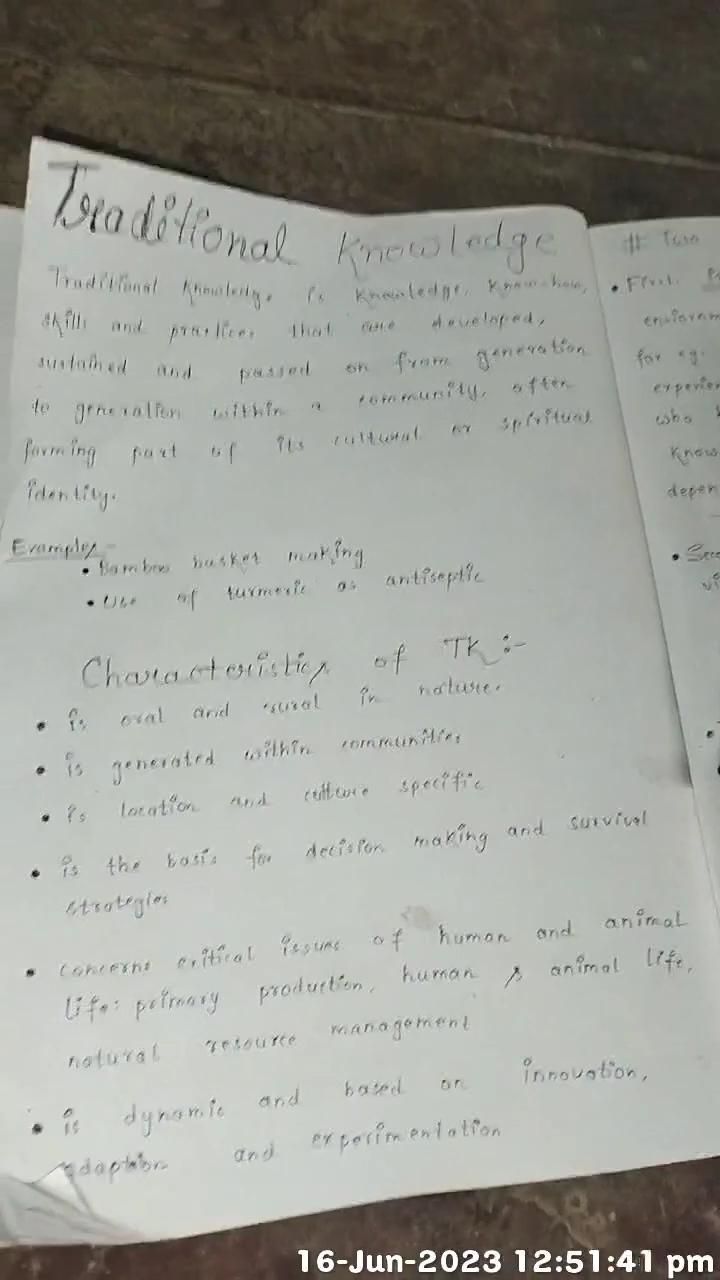 Traditional Knowledge
Traditional Knowledge is knowledge, know-how,
skills and practices that are developed,
sustained and passed on from generation
to generation within a community, often
forming part of its cultural or spiritual
identity.
Examples:-
• Bamboo basket making
• Use of turmeric as antiseptic
Characteristics of TK:-
• is oral and rural in nature.
• is generated within communities
• is location and culture specific
• is the basis for decision making and survival
strategies
• concerns critical issues of human and animal
life: primary production, human & animal life,
natural resource management
• is dynamic and based on innovation,
adaption and experimentation
#
• First,
for eg.
who
Know
depen
16-Jun-2023 12:51:41 pm